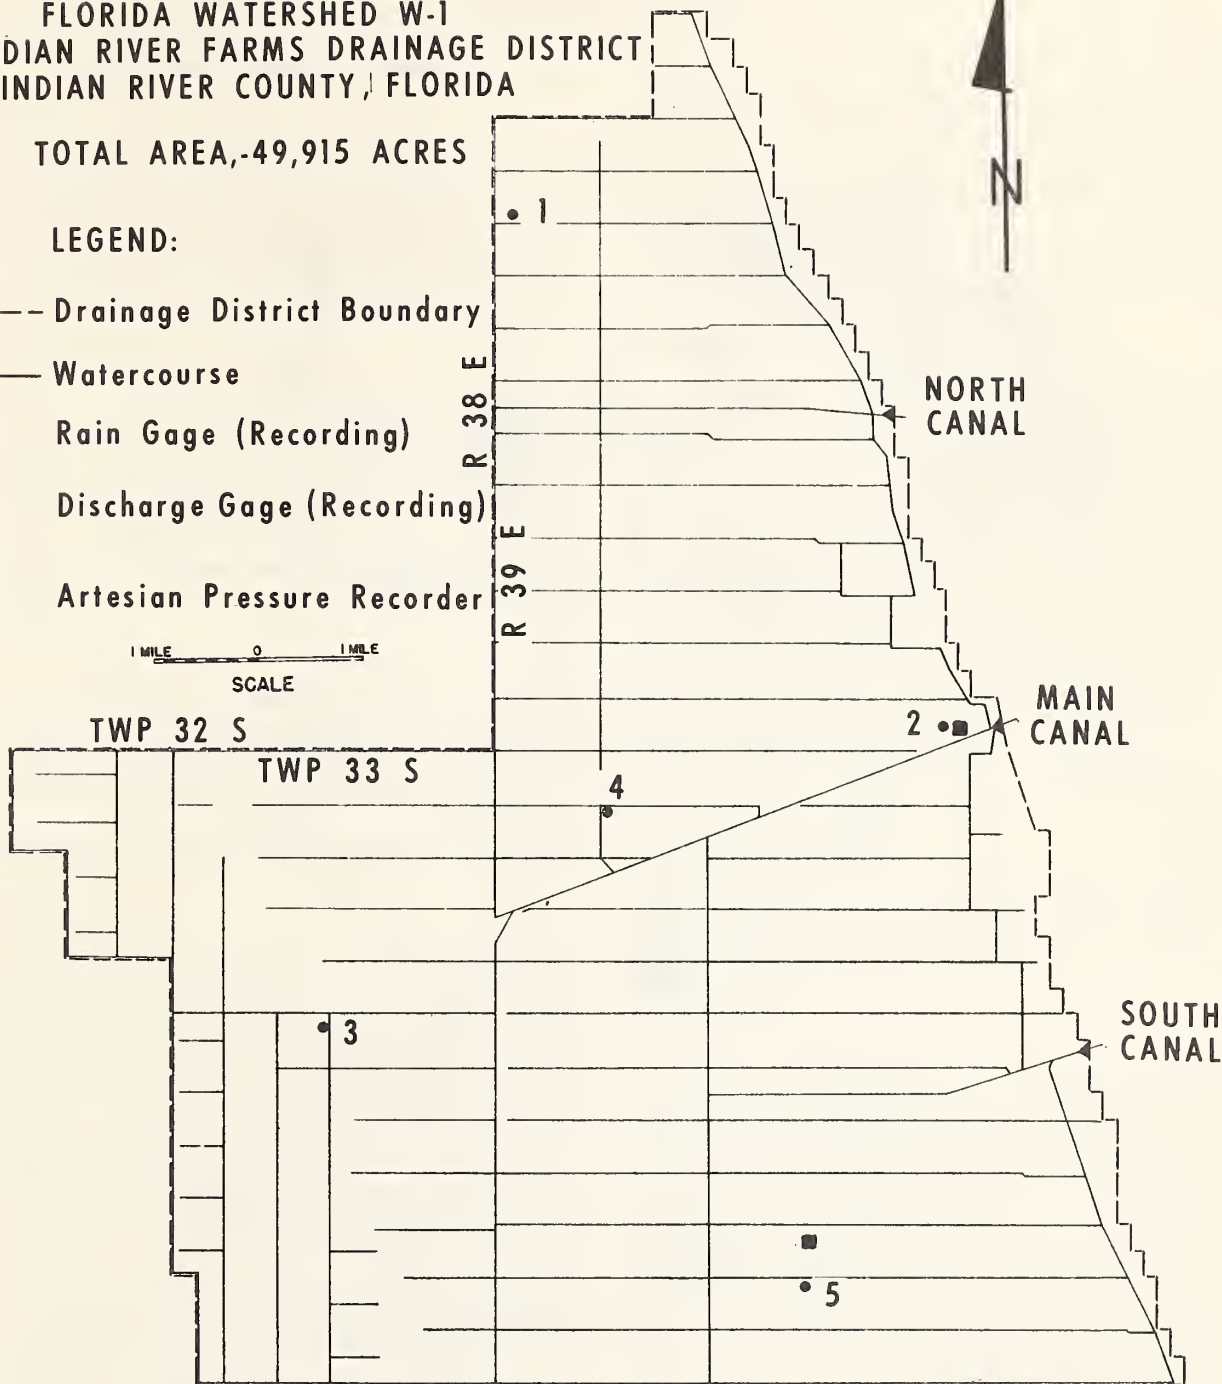 FLORIDA WATERSHED W-1
DIAN RIVER FARMS DRAINAGE DISTRICT
INDIAN RIVER COUNTY, FLORIDA
TOTAL AREA,-49,915 ACRES
N
LEGEND:
Drainage District Boundary
Watercourse
Rain Gage (Recording)
Discharge Gage (Recording)
Artesian Pressure Recorder
1 MILE 0 1 MILE
SCALE
R 38 E
R 39 E
1
NORTH
CANAL
TWP 32 S
TWP 33 S
2
MAIN
CANAL
4
3
SOUTH
CANAL
5